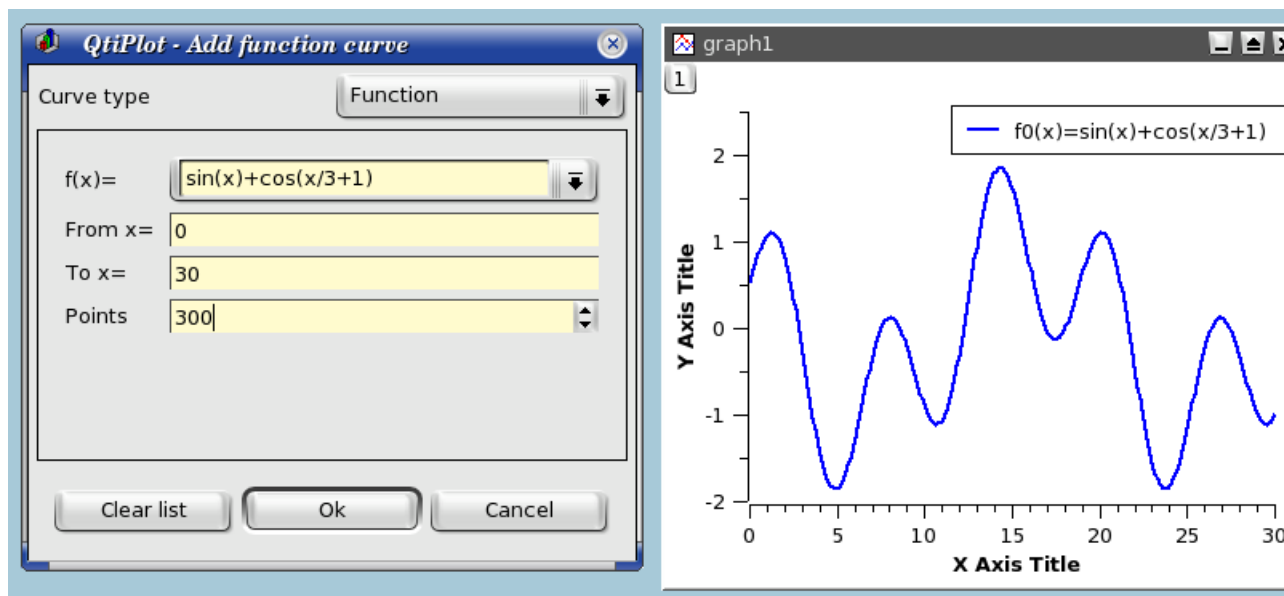 QtiPlot - Add function curve
Curve type
Function
f(x)=
sin(x)+cos(x/3+1)
From x=
0
To x=
30
Points
300
Clear list
Ok
Cancel
graph1
1
f0(x)=sin(x)+cos(x/3+1)
2
1
0
-1
-2
Y Axis Title
0 5 10 15 20 25 30
X Axis Title